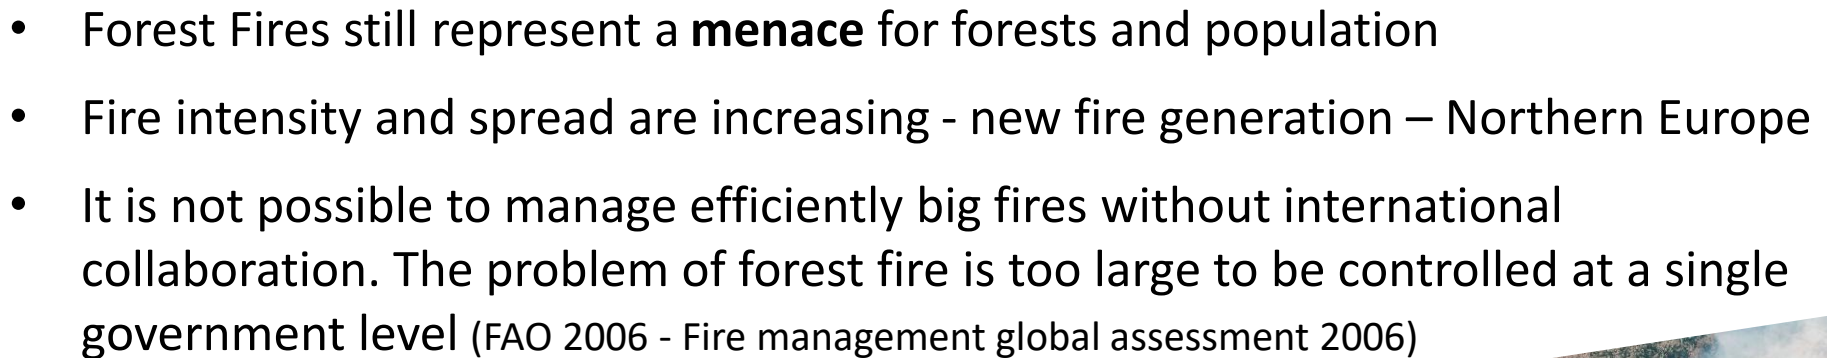 • Forest Fires still represent a menace for forests and population
• Fire intensity and spread are increasing - new fire generation – Northern Europe
• It is not possible to manage efficiently big fires without international
collaboration. The problem of forest fire is too large to be controlled at a single
government level (FAO 2006 - Fire management global assessment 2006)